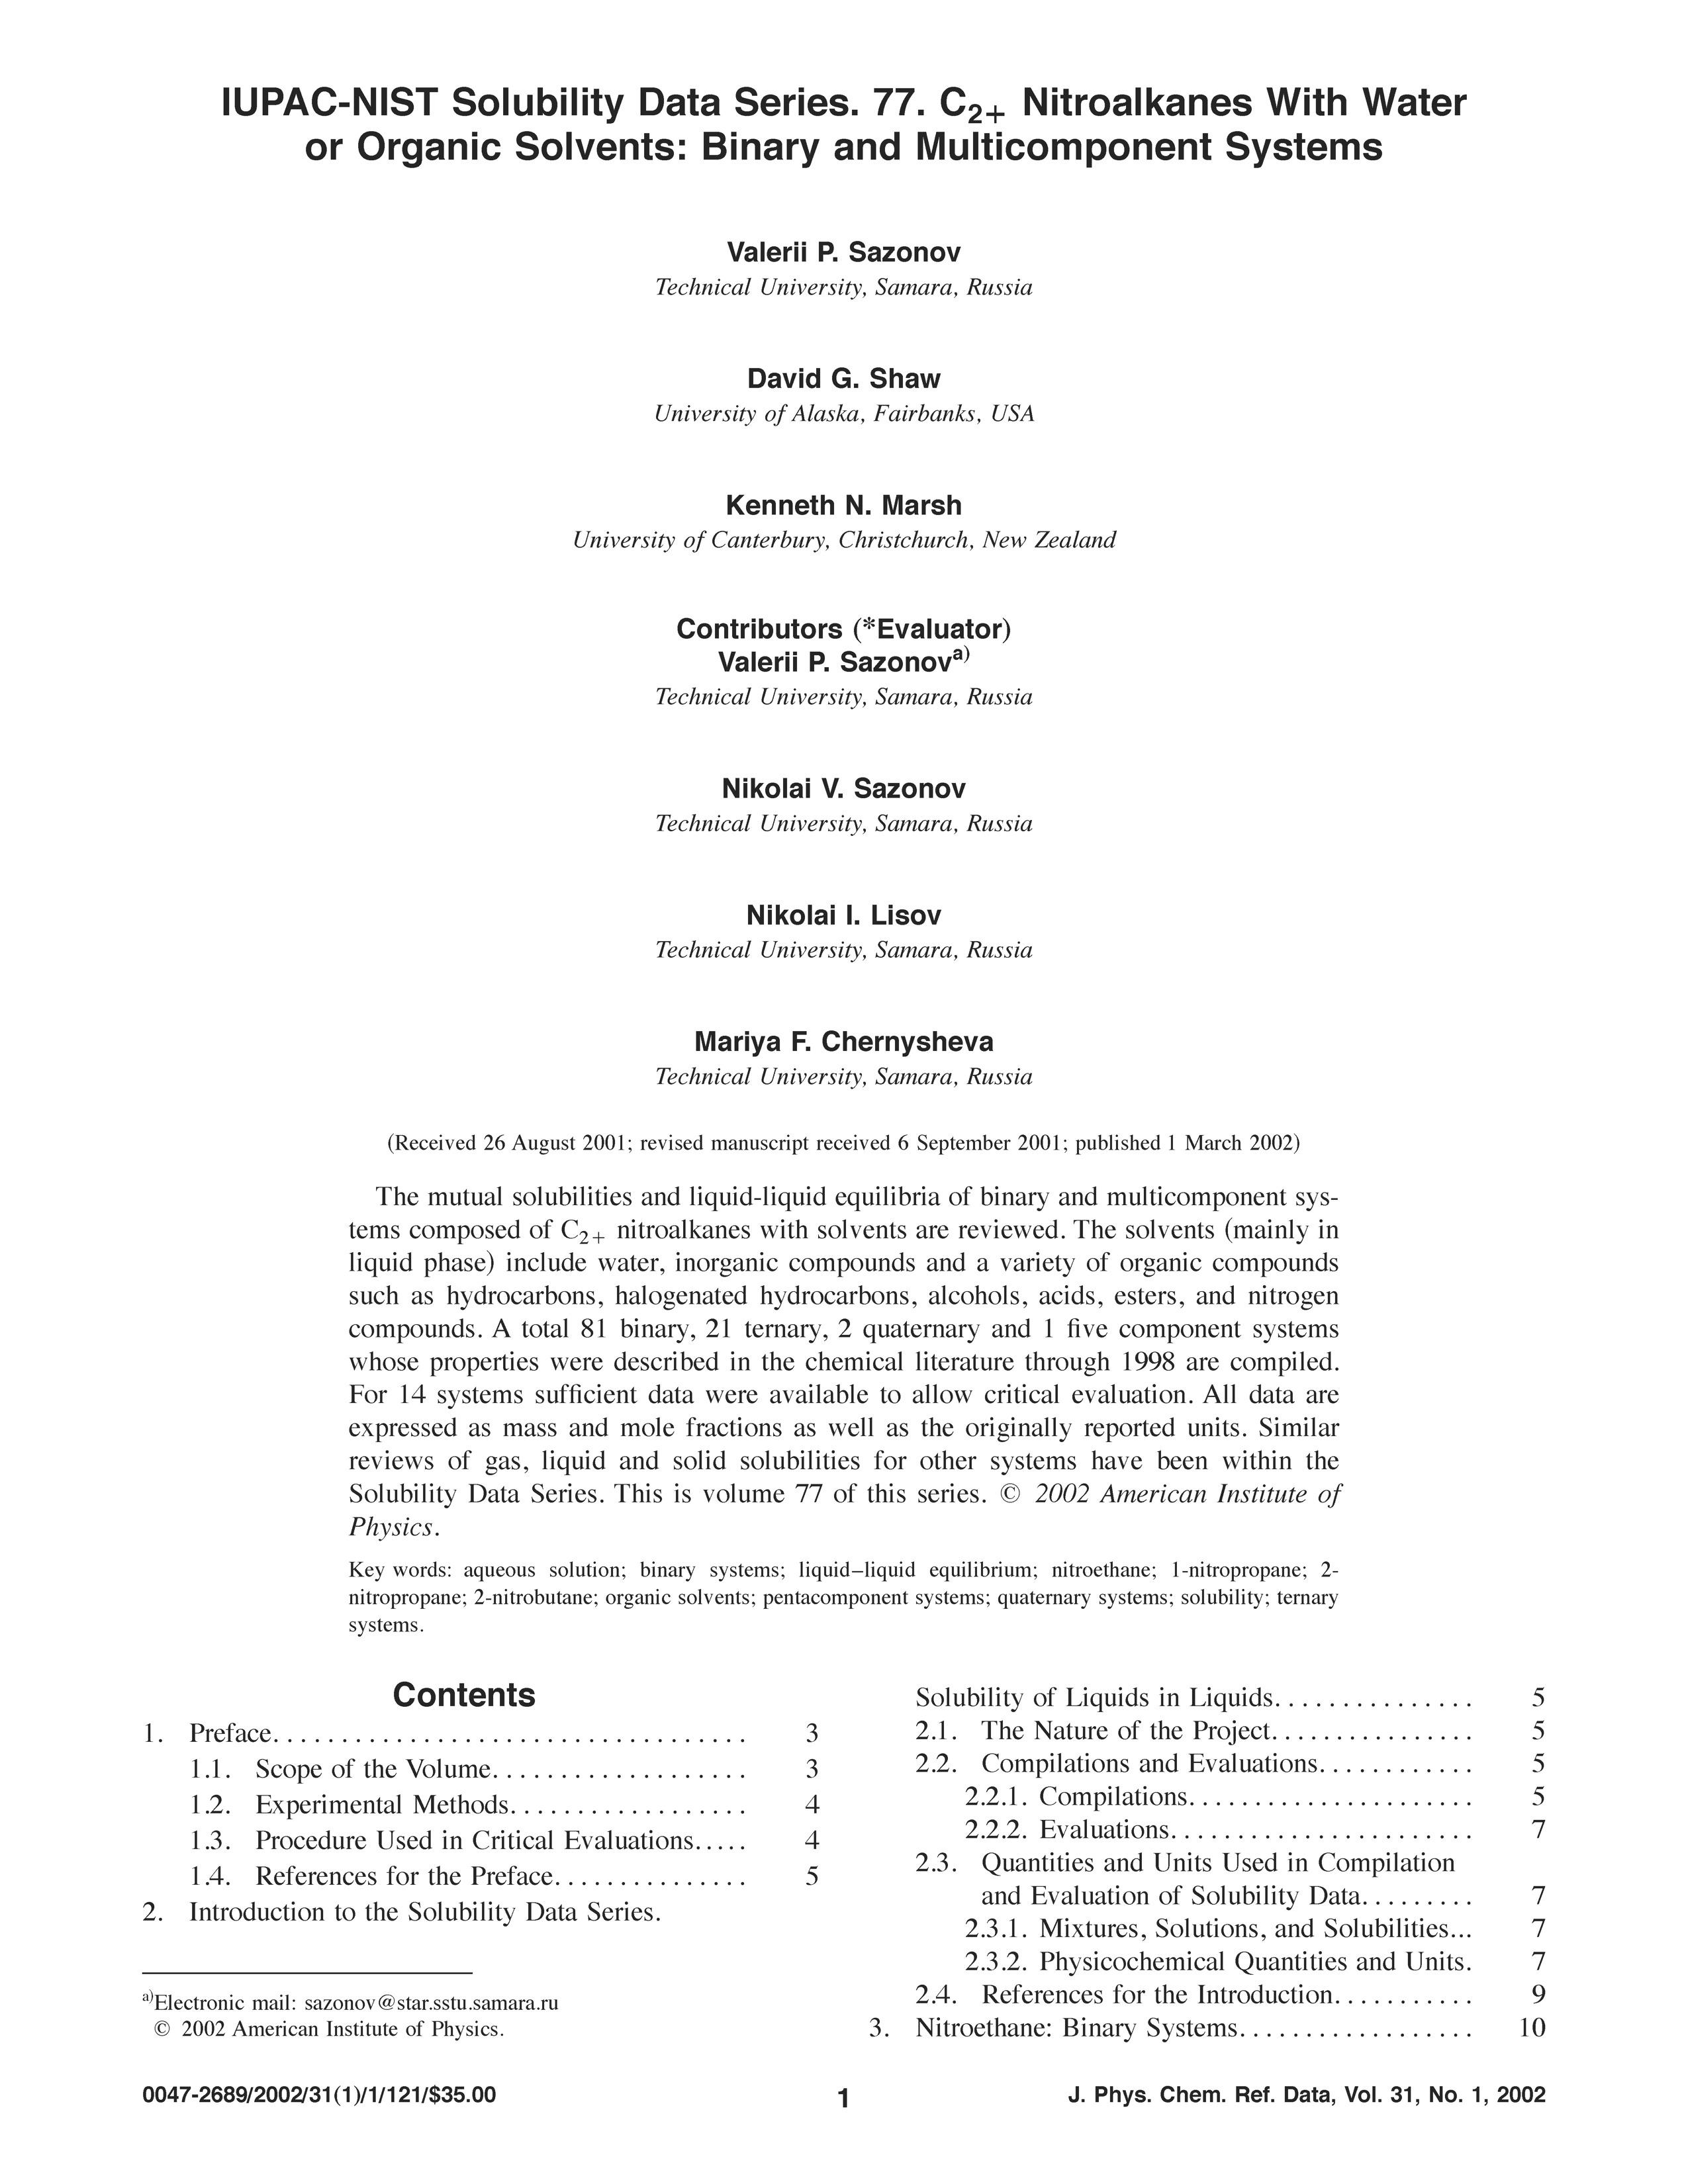 IUPAC-NIST Solubility Data Series. 77. C2+ Nitroalkanes With Water
or Organic Solvents: Binary and Multicomponent Systems
Valerii P. Sazonov
Technical University, Samara, Russia
David G. Shaw
University of Alaska, Fairbanks, USA
Kenneth N. Marsh
University of Canterbury, Christchurch, New Zealand
Contributors (*Evaluator)
Valerii P. Sazonov a)
Technical University, Samara, Russia
Nikolai V. Sazonov
Technical University, Samara, Russia
Nikolai I. Lisov
Technical University, Samara, Russia
Mariya F. Chernysheva
Technical University, Samara, Russia
(Received 26 August 2001; revised manuscript received 6 September 2001; published 1 March 2002)
The mutual solubilities and liquid-liquid equilibria of binary and multicomponent sys-
tems composed of C2+ nitroalkanes with solvents are reviewed. The solvents (mainly in
liquid phase) include water, inorganic compounds and a variety of organic compounds
such as hydrocarbons, halogenated hydrocarbons, alcohols, acids, esters, and nitrogen
compounds. A total 81 binary, 21 ternary, 2 quaternary and 1 five component systems
whose properties were described in the chemical literature through 1998 are compiled.
For 14 systems sufficient data were available to allow critical evaluation. All data are
expressed as mass and mole fractions as well as the originally reported units. Similar
reviews of gas, liquid and solid solubilities for other systems have been within the
Solubility Data Series. This is volume 77 of this series. © 2002 American Institute of
Physics.
Key words: aqueous solution; binary systems; liquid–liquid equilibrium; nitroethane; 1-nitropropane; 2-
nitropropane; 2-nitrobutane; organic solvents; pentacomponent systems; quaternary systems; solubility; ternary
systems.
Contents
1. Preface. . . . . . . . . . . . . . . . . . . . . . . . . . . . . . . . . . . 3
1.1. Scope of the Volume. . . . . . . . . . . . . . . . . . . 3
1.2. Experimental Methods. . . . . . . . . . . . . . . . . . 4
1.3. Procedure Used in Critical Evaluations. . . . . 4
1.4. References for the Preface. . . . . . . . . . . . . . . 5
2. Introduction to the Solubility Data Series.
Solubility of Liquids in Liquids. . . . . . . . . . . . . . . 5
2.1. The Nature of the Project. . . . . . . . . . . . . . . . 5
2.2. Compilations and Evaluations. . . . . . . . . . . . 5
2.2.1. Compilations. . . . . . . . . . . . . . . . . . . . . . 5
2.2.2. Evaluations. . . . . . . . . . . . . . . . . . . . . . . 7
2.3. Quantities and Units Used in Compilation
and Evaluation of Solubility Data. . . . . . . . . 7
2.3.1. Mixtures, Solutions, and Solubilities... 7
2.3.2. Physicochemical Quantities and Units. 7
2.4. References for the Introduction. . . . . . . . . . . 9
3. Nitroethane: Binary Systems. . . . . . . . . . . . . . . . . . 10
a)Electronic mail: sazonov@star.sstu.samara.ru
© 2002 American Institute of Physics.
0047-2689/2002/31(1)/1/121/$35.00 1 J. Phys. Chem. Ref. Data, Vol. 31, No. 1, 2002